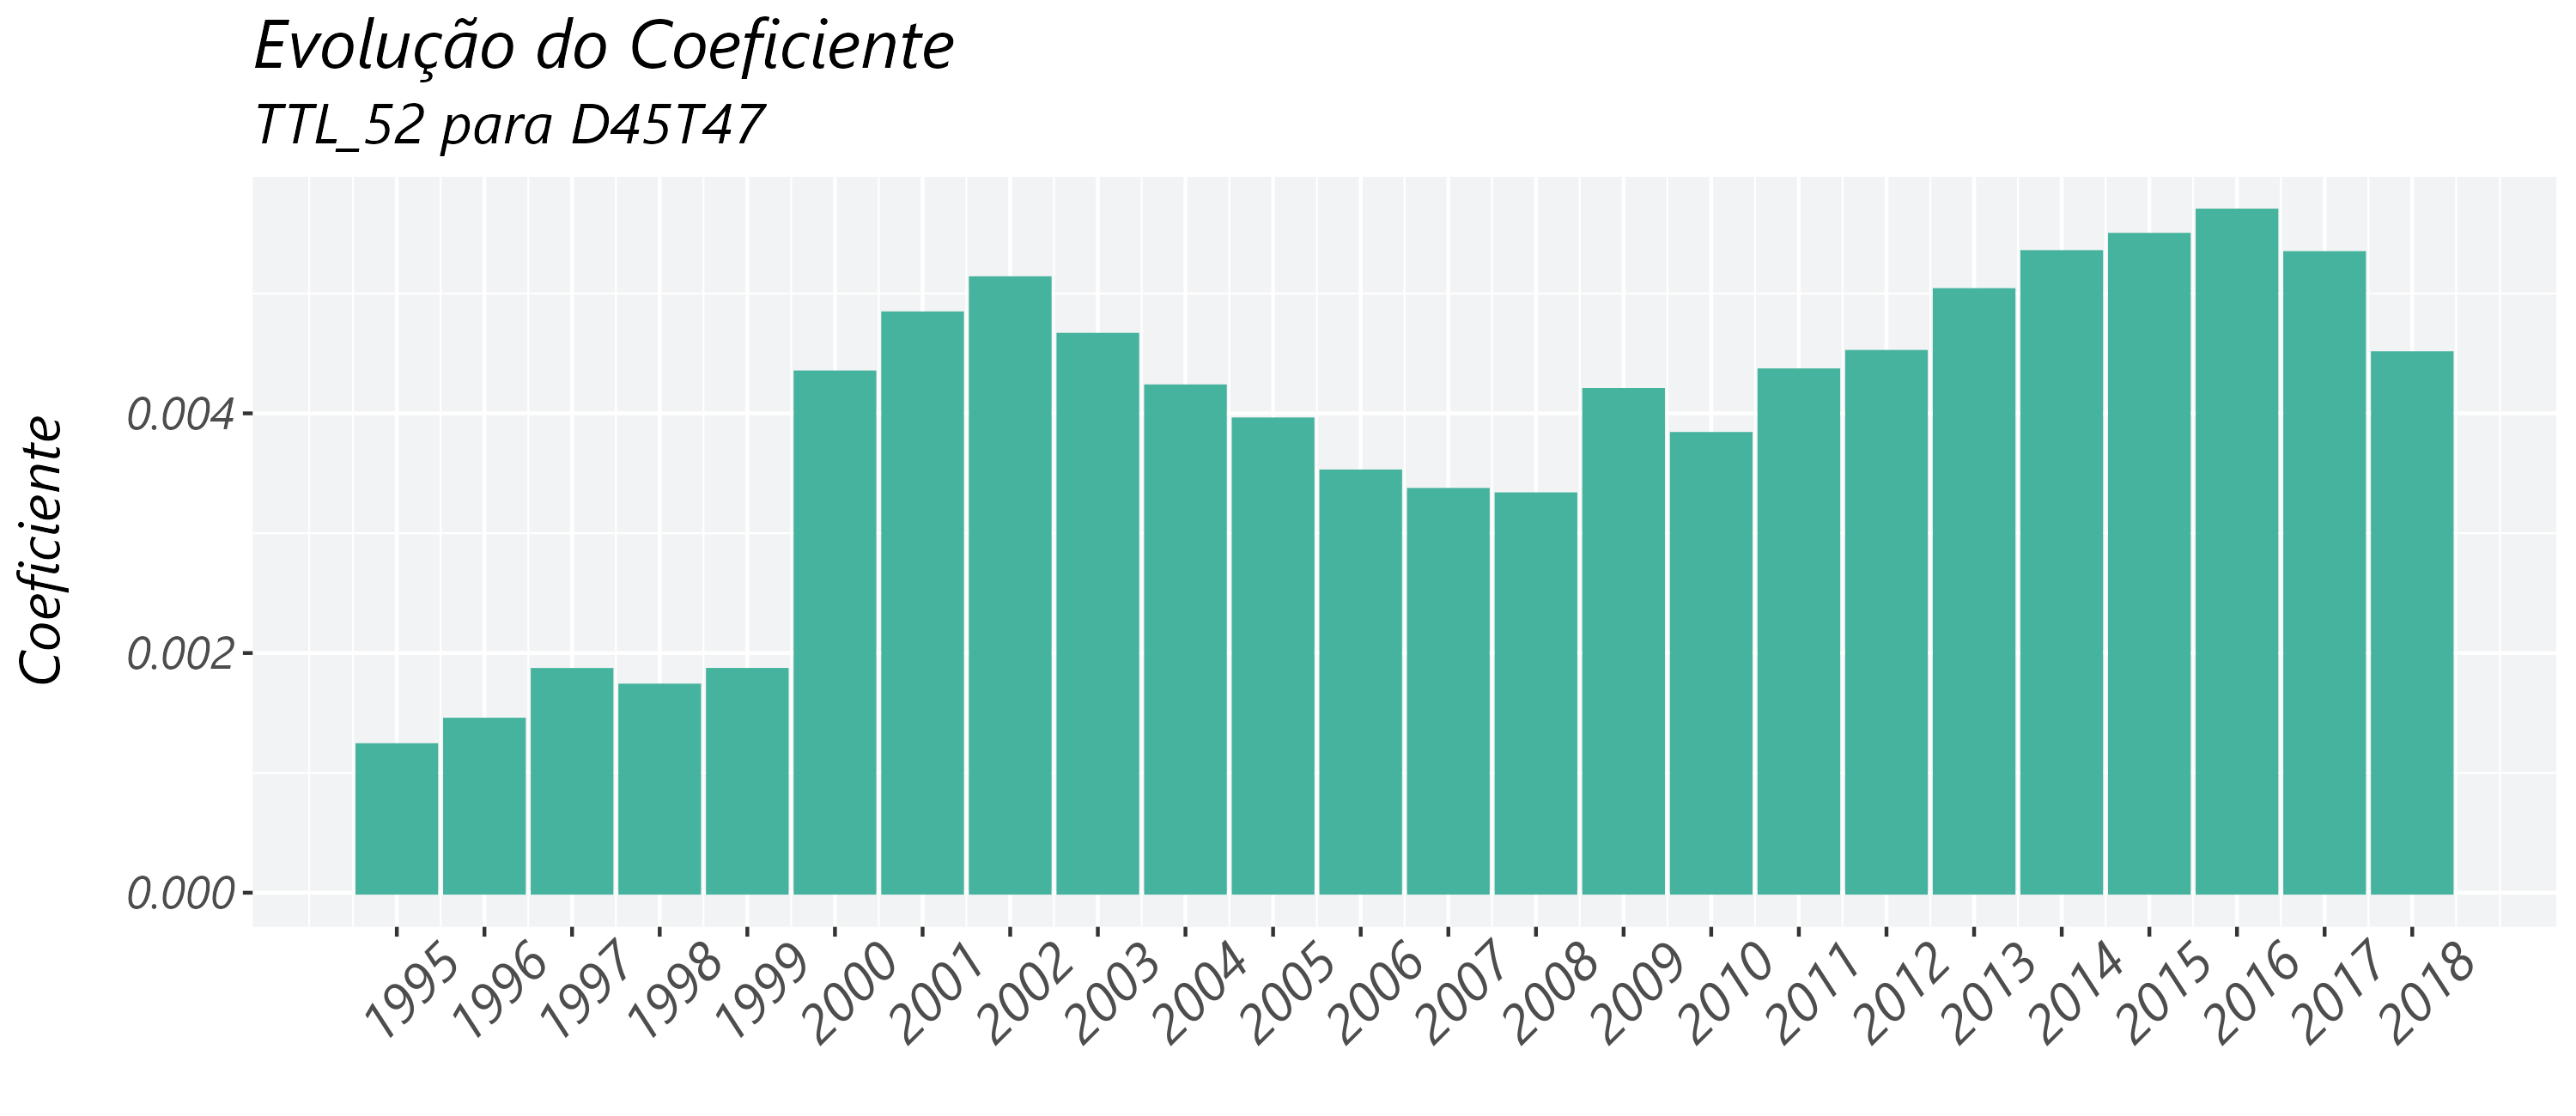 Evolução do Coeficiente
TTL_52 para D45T47
Coeficiente
0.004
0.002
0.000
1995 1996 1997 1998 1999 2000 2001 2002 2003 2004 2005 2006 2007 2008 2009 2010 2011 2012 2013 2014 2015 2016 2017 2018